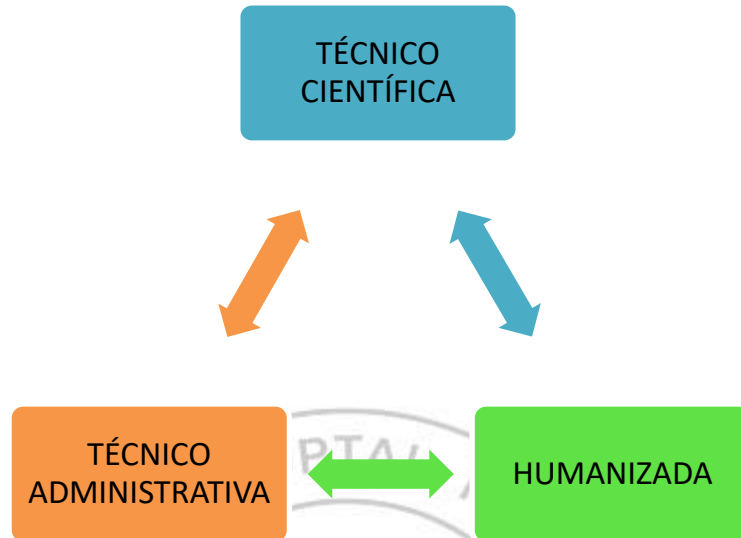 TÉCNICO
CIENTÍFICA
TÉCNICO
ADMINISTRATIVA
HUMANIZADA